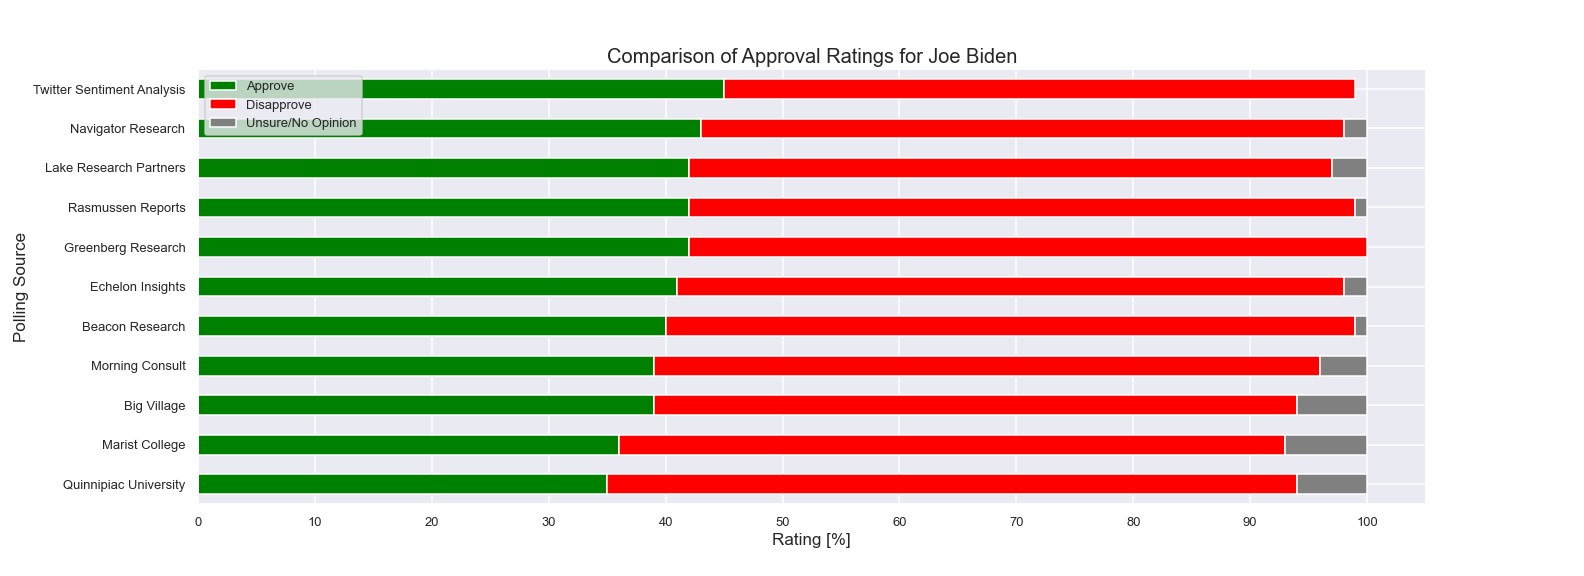 Comparison of Approval Ratings for Joe Biden
Approve
Disapprove
Unsure/No Opinion
Polling Source
Twitter Sentiment Analysis
Navigator Research
Lake Research Partners
Rasmussen Reports
Greenberg Research
Echelon Insights
Beacon Research
Morning Consult
Big Village
Marist College
Quinnipiac University
0 10 20 30 40 50 60 70 80 90 100
Rating [%]